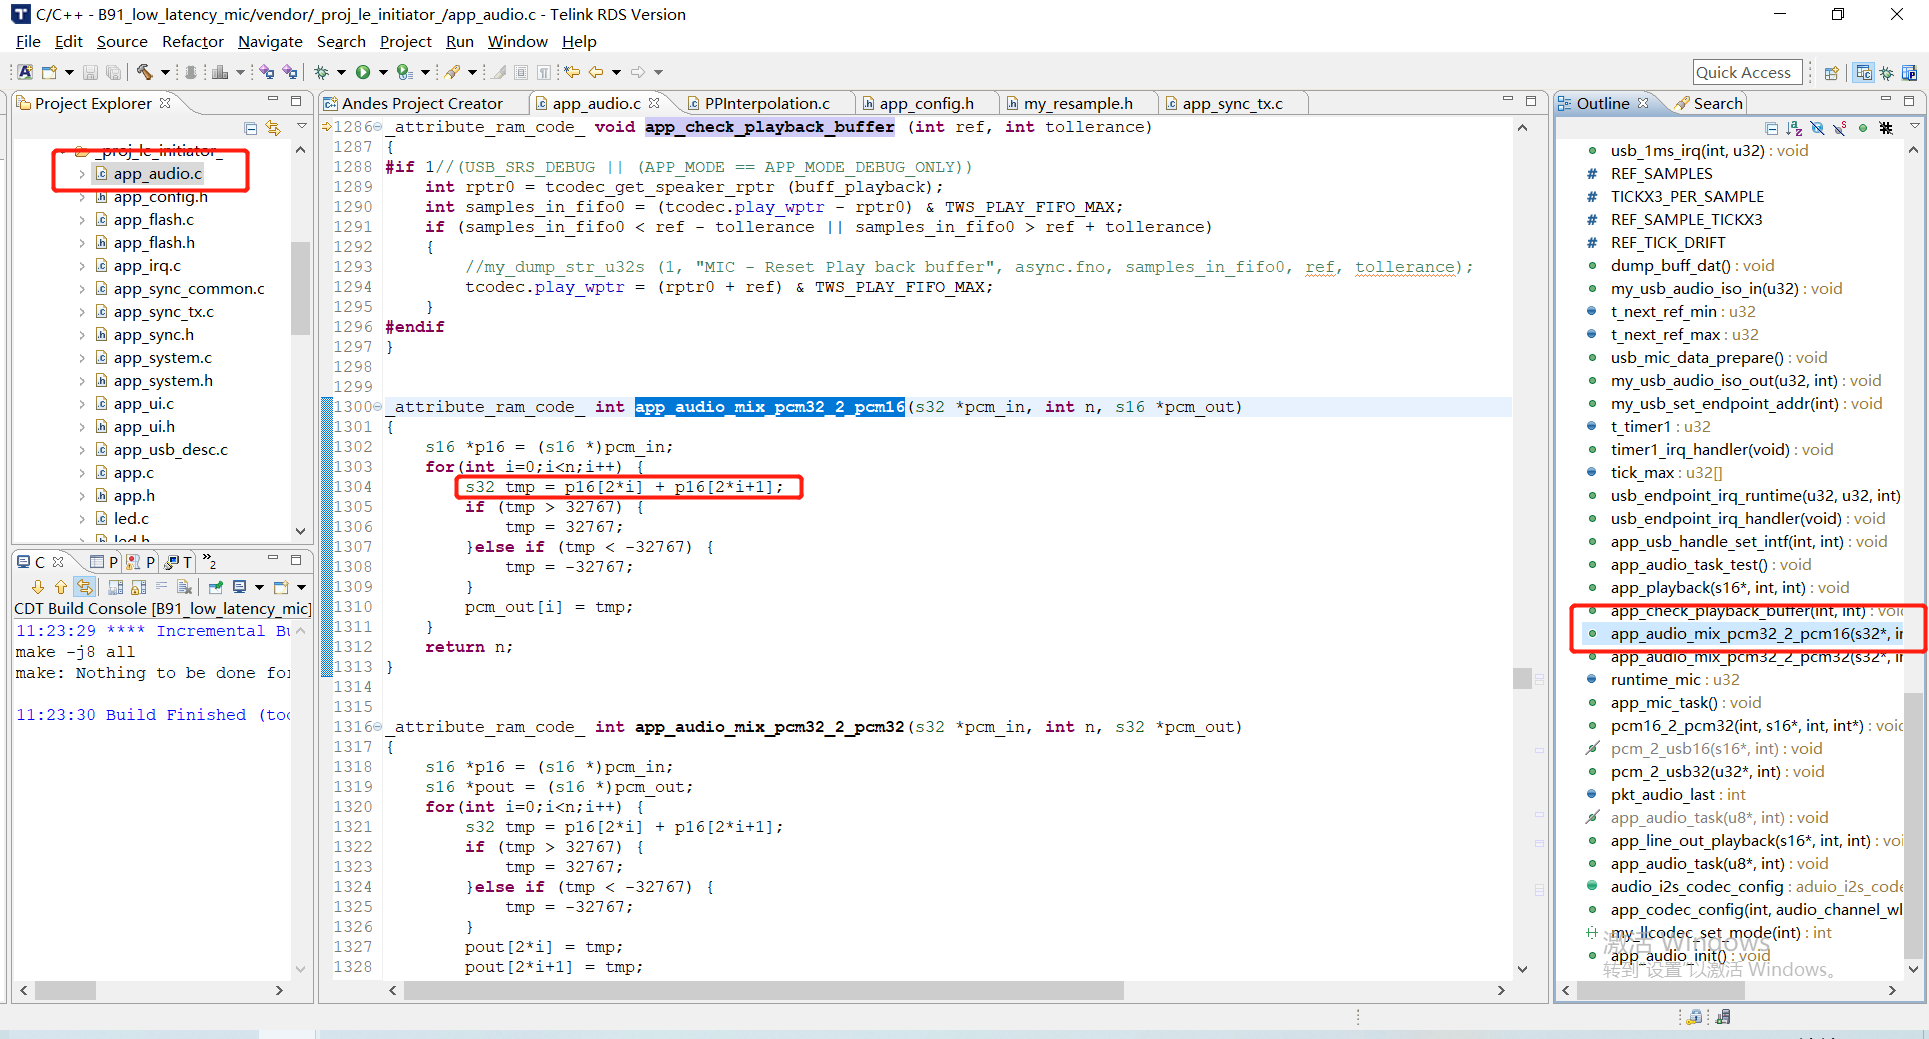 C/C++ - B91_low_latency_mic/vendor/_proj_le_initiator_/app_audio.c - Telink RDS Version
File Edit Source Refactor Navigate Search Project Run Window Help
Quick Access
Project Explorer
_proj_le_initiator_
app_audio.c
app_config.h
app_flash.c
app_flash.h
app_irq.c
app_sync_common.c
app_sync_tx.c
app_sync.h
app_system.c
app_system.h
app_ui.c
app_ui.h
app_usb_desc.c
app.c
app.h
led.c
led.h
C P P T »2
CDT Build Console [B91_low_latency_mic]
11:23:29 **** Incremental Bu
make -j8 all
make: Nothing to be done for
11:23:30 Build Finished (too
Andes Project Creator app_audio.c PPInterpolation.c app_config.h my_resample.h app_sync_tx.c
1286 _attribute_ram_code_ void app_check_playback_buffer (int ref, int tollerance)
1287 {
1288 #if 1//(USB_SRS_DEBUG || (APP_MODE == APP_MODE_DEBUG_ONLY))
1289 int rptr0 = tcodec_get_speaker_rptr (buff_playback);
1290 int samples_in_fifo0 = (tcodec.play_wptr - rptr0) & TWS_PLAY_FIFO_MAX;
1291 if (samples_in_fifo0 < ref - tollerance || samples_in_fifo0 > ref + tollerance)
1292 {
1293 //my_dump_str_u32s (1, "MIC - Reset Play back buffer", async.fno, samples_in_fifo0, ref, tollerance);
1294 tcodec.play_wptr = (rptr0 + ref) & TWS_PLAY_FIFO_MAX;
1295 }
1296 #endif
1297 }
1298
1299
1300 _attribute_ram_code_ int app_audio_mix_pcm32_2_pcm16(s32 *pcm_in, int n, s16 *pcm_out)
1301 {
1302 s16 *p16 = (s16 *)pcm_in;
1303 for(int i=0;i<n;i++) {
1304 s32 tmp = p16[2*i] + p16[2*i+1];
1305 if (tmp > 32767) {
1306 tmp = 32767;
1307 }else if (tmp < -32767) {
1308 tmp = -32767;
1309 }
1310 pcm_out[i] = tmp;
1311 }
1312 return n;
1313 }
1314
1315
1316 _attribute_ram_code_ int app_audio_mix_pcm32_2_pcm32(s32 *pcm_in, int n, s32 *pcm_out)
1317 {
1318 s16 *p16 = (s16 *)pcm_in;
1319 s16 *pout = (s16 *)pcm_out;
1320 for(int i=0;i<n;i++) {
1321 s32 tmp = p16[2*i] + p16[2*i+1];
1322 if (tmp > 32767) {
1323 tmp = 32767;
1324 }else if (tmp < -32767) {
1325 tmp = -32767;
1326 }
1327 pout[2*i] = tmp;
1328 pout[2*i+1] = tmp;
Outline Search
usb_1ms_irq(int, u32) : void
REF_SAMPLES
TICKX3_PER_SAMPLE
REF_SAMPLE_TICKX3
REF_TICK_DRIFT
dump_buff_dat() : void
my_usb_audio_iso_in(u32) : void
t_next_ref_min : u32
t_next_ref_max : u32
usb_mic_data_prepare() : void
my_usb_audio_iso_out(u32, int) : void
my_usb_set_endpoint_addr(int) : void
t_timer1 : u32
timer1_irq_handler(void) : void
tick_max : u32[]
usb_endpoint_irq_runtime(u32, u32, int)
usb_endpoint_irq_handler(void) : void
app_usb_handle_set_intf(int, int) : void
app_audio_task_test() : void
app_playback(s16*, int, int) : void
app_check_playback_buffer(int, int) : void
app_audio_mix_pcm32_2_pcm16(s32*, in
app_audio_mix_pcm32_2_pcm32(s32*, in
runtime_mic : u32
app_mic_task() : void
pcm16_2_pcm32(int, s16*, int, int*) : void
pcm_2_usb16(s16*, int) : void
pcm_2_usb32(u32*, int) : void
pkt_audio_last : int
app_audio_task(u8*, int) : void
app_line_out_playback(s16*, int, int) : voi
app_audio_task(u8*, int) : void
audio_i2s_codec_config : aduio_i2s_code
app_codec_config(int, audio_channel_wl
my_llcodec_set_mode(int) : int
app_audio_init() : void
激活 Windows
转到"设置"以激活 Windows。